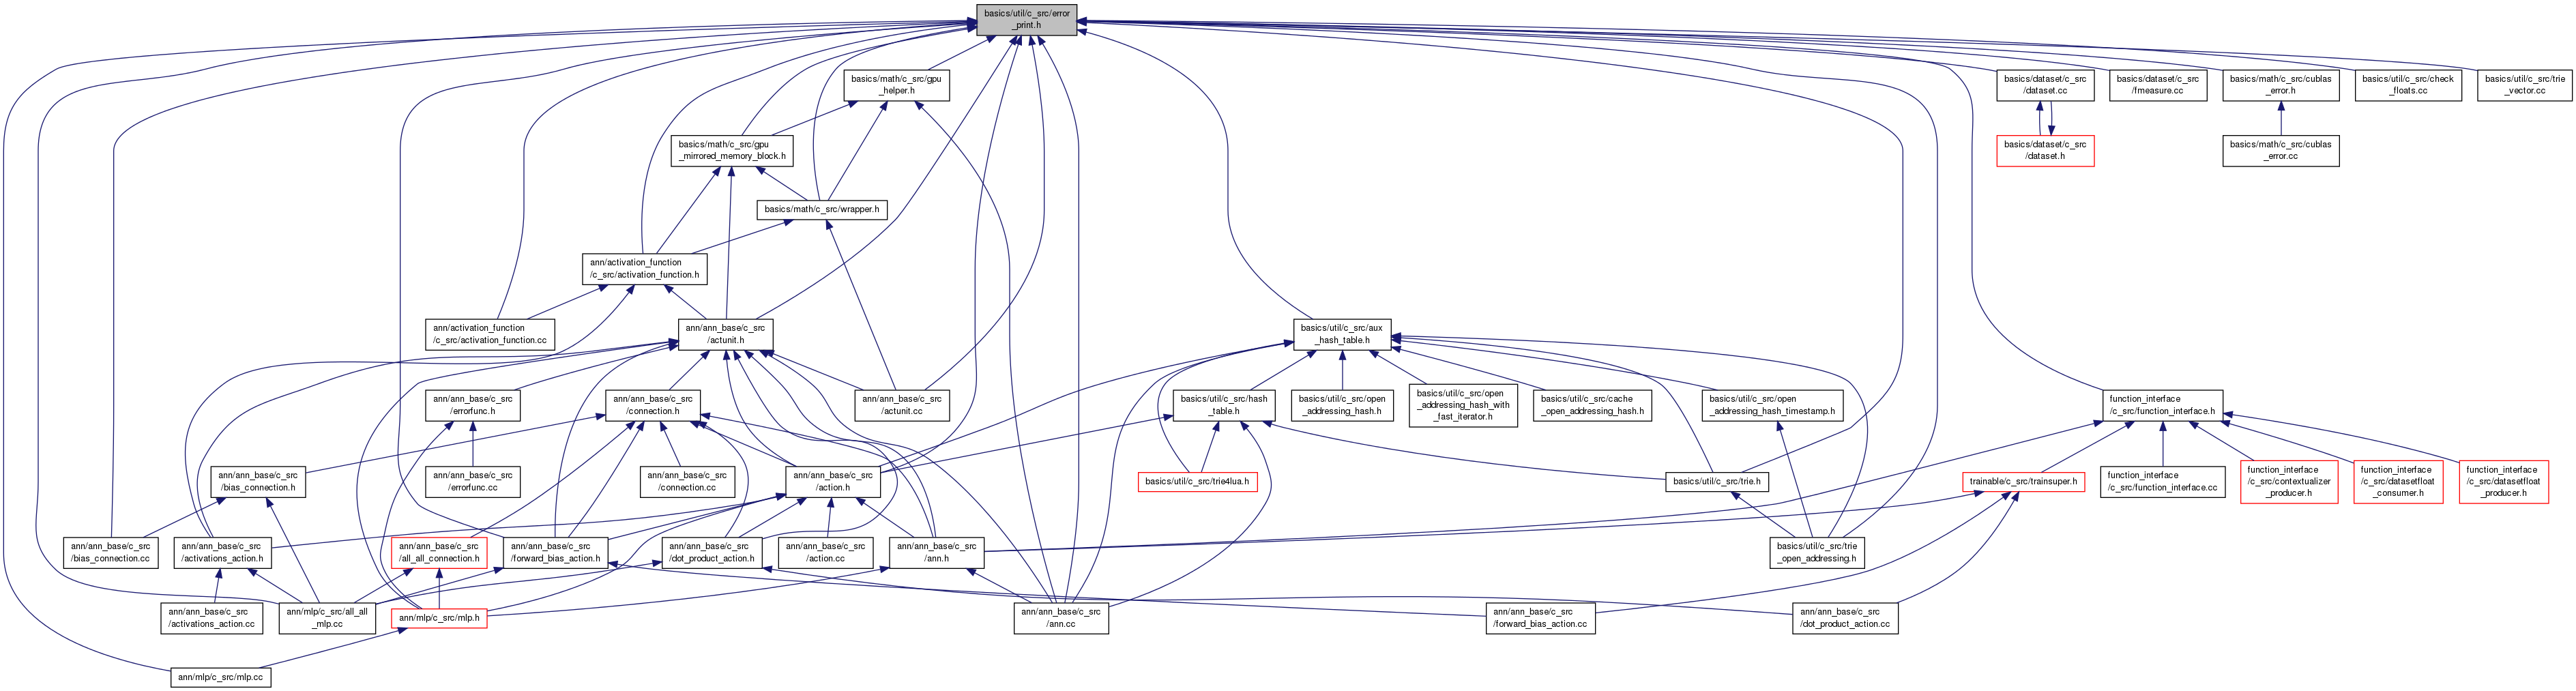 basics/util/c_src/error
_print.h
basics/math/c_src/gpu
_helper.h
basics/dataset/c_src
/dataset.cc
basics/dataset/c_src
/fmeasure.cc
basics/math/c_src/cublas
_error.h
basics/util/c_src/check
_floats.cc
basics/util/c_src/trie
_vector.cc
basics/math/c_src/gpu
_mirrored_memory_block.h
basics/dataset/c_src
/dataset.h
basics/math/c_src/cublas
_error.cc
basics/math/c_src/wrapper.h
ann/activation_function
/c_src/activation_function.h
ann/activation_function
/c_src/activation_function.cc
ann/ann_base/c_src
/actunit.h
basics/util/c_src/aux
_hash_table.h
ann/ann_base/c_src
/errorfunc.h
ann/ann_base/c_src
/connection.h
ann/ann_base/c_src
/actunit.cc
basics/util/c_src/hash
_table.h
basics/util/c_src/open
_addressing_hash.h
basics/util/c_src/open
_addressing_hash_with
_fast_iterator.h
basics/util/c_src/cache
_open_addressing_hash.h
basics/util/c_src/open
_addressing_hash_timestamp.h
function_interface
/c_src/function_interface.h
ann/ann_base/c_src
/bias_connection.h
ann/ann_base/c_src
/errorfunc.cc
ann/ann_base/c_src
/connection.cc
ann/ann_base/c_src
/action.h
basics/util/c_src/trie4lua.h
basics/util/c_src/trie.h
trainable/c_src/trainsuper.h
function_interface
/c_src/function_interface.cc
function_interface
/c_src/contextualizer
_producer.h
function_interface
/c_src/datasetfloat
_consumer.h
function_interface
/c_src/datasetfloat
_producer.h
ann/ann_base/c_src
/bias_connection.cc
ann/ann_base/c_src
/activations_action.h
ann/ann_base/c_src
/all_all_connection.h
ann/ann_base/c_src
/forward_bias_action.h
ann/ann_base/c_src
/dot_product_action.h
ann/ann_base/c_src
/action.cc
ann/ann_base/c_src
/ann.h
basics/util/c_src/trie
_open_addressing.h
ann/ann_base/c_src
/activations_action.cc
ann/mlp/c_src/all_all
_mlp.cc
ann/mlp/c_src/mlp.h
ann/ann_base/c_src
/ann.cc
ann/ann_base/c_src
/forward_bias_action.cc
ann/ann_base/c_src
/dot_product_action.cc
ann/mlp/c_src/mlp.cc